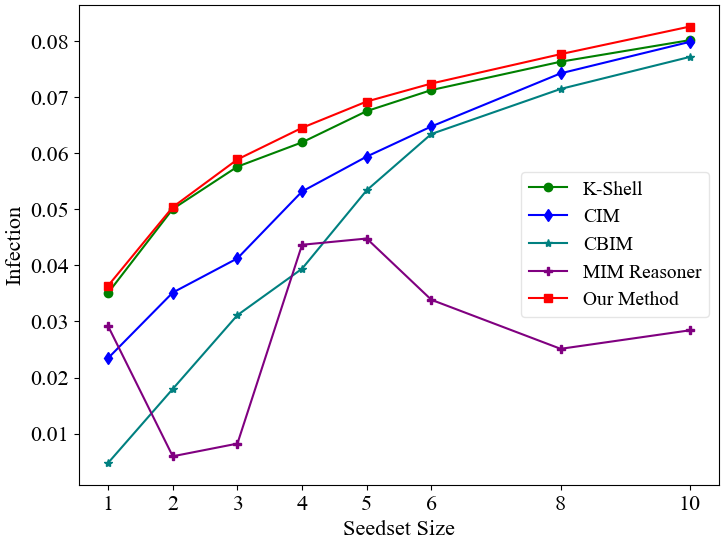 0.08
0.07
0.06
0.05
0.04
0.03
0.02
0.01
Infection
K-Shell
CIM
CBIM
MIM Reasoner
Our Method
1 2 3 4 5 6 8 10
Seedset Size